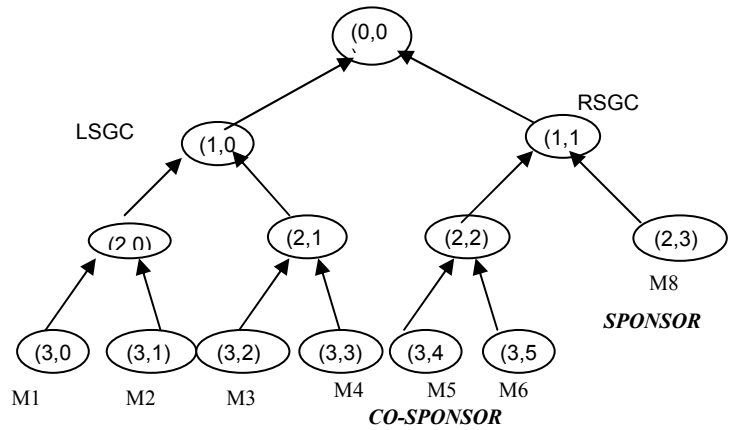 (0,0
RSGC
LSGC
(1,0
(1,1
(2,0)
(2,1
(2,2)
(2,3)
M8
SPONSOR
(3,0
(3,1)
(3,2)
(3,3)
(3,4
(3,5
M1
M2
M3
M4
M5
M6
CO-SPONSOR